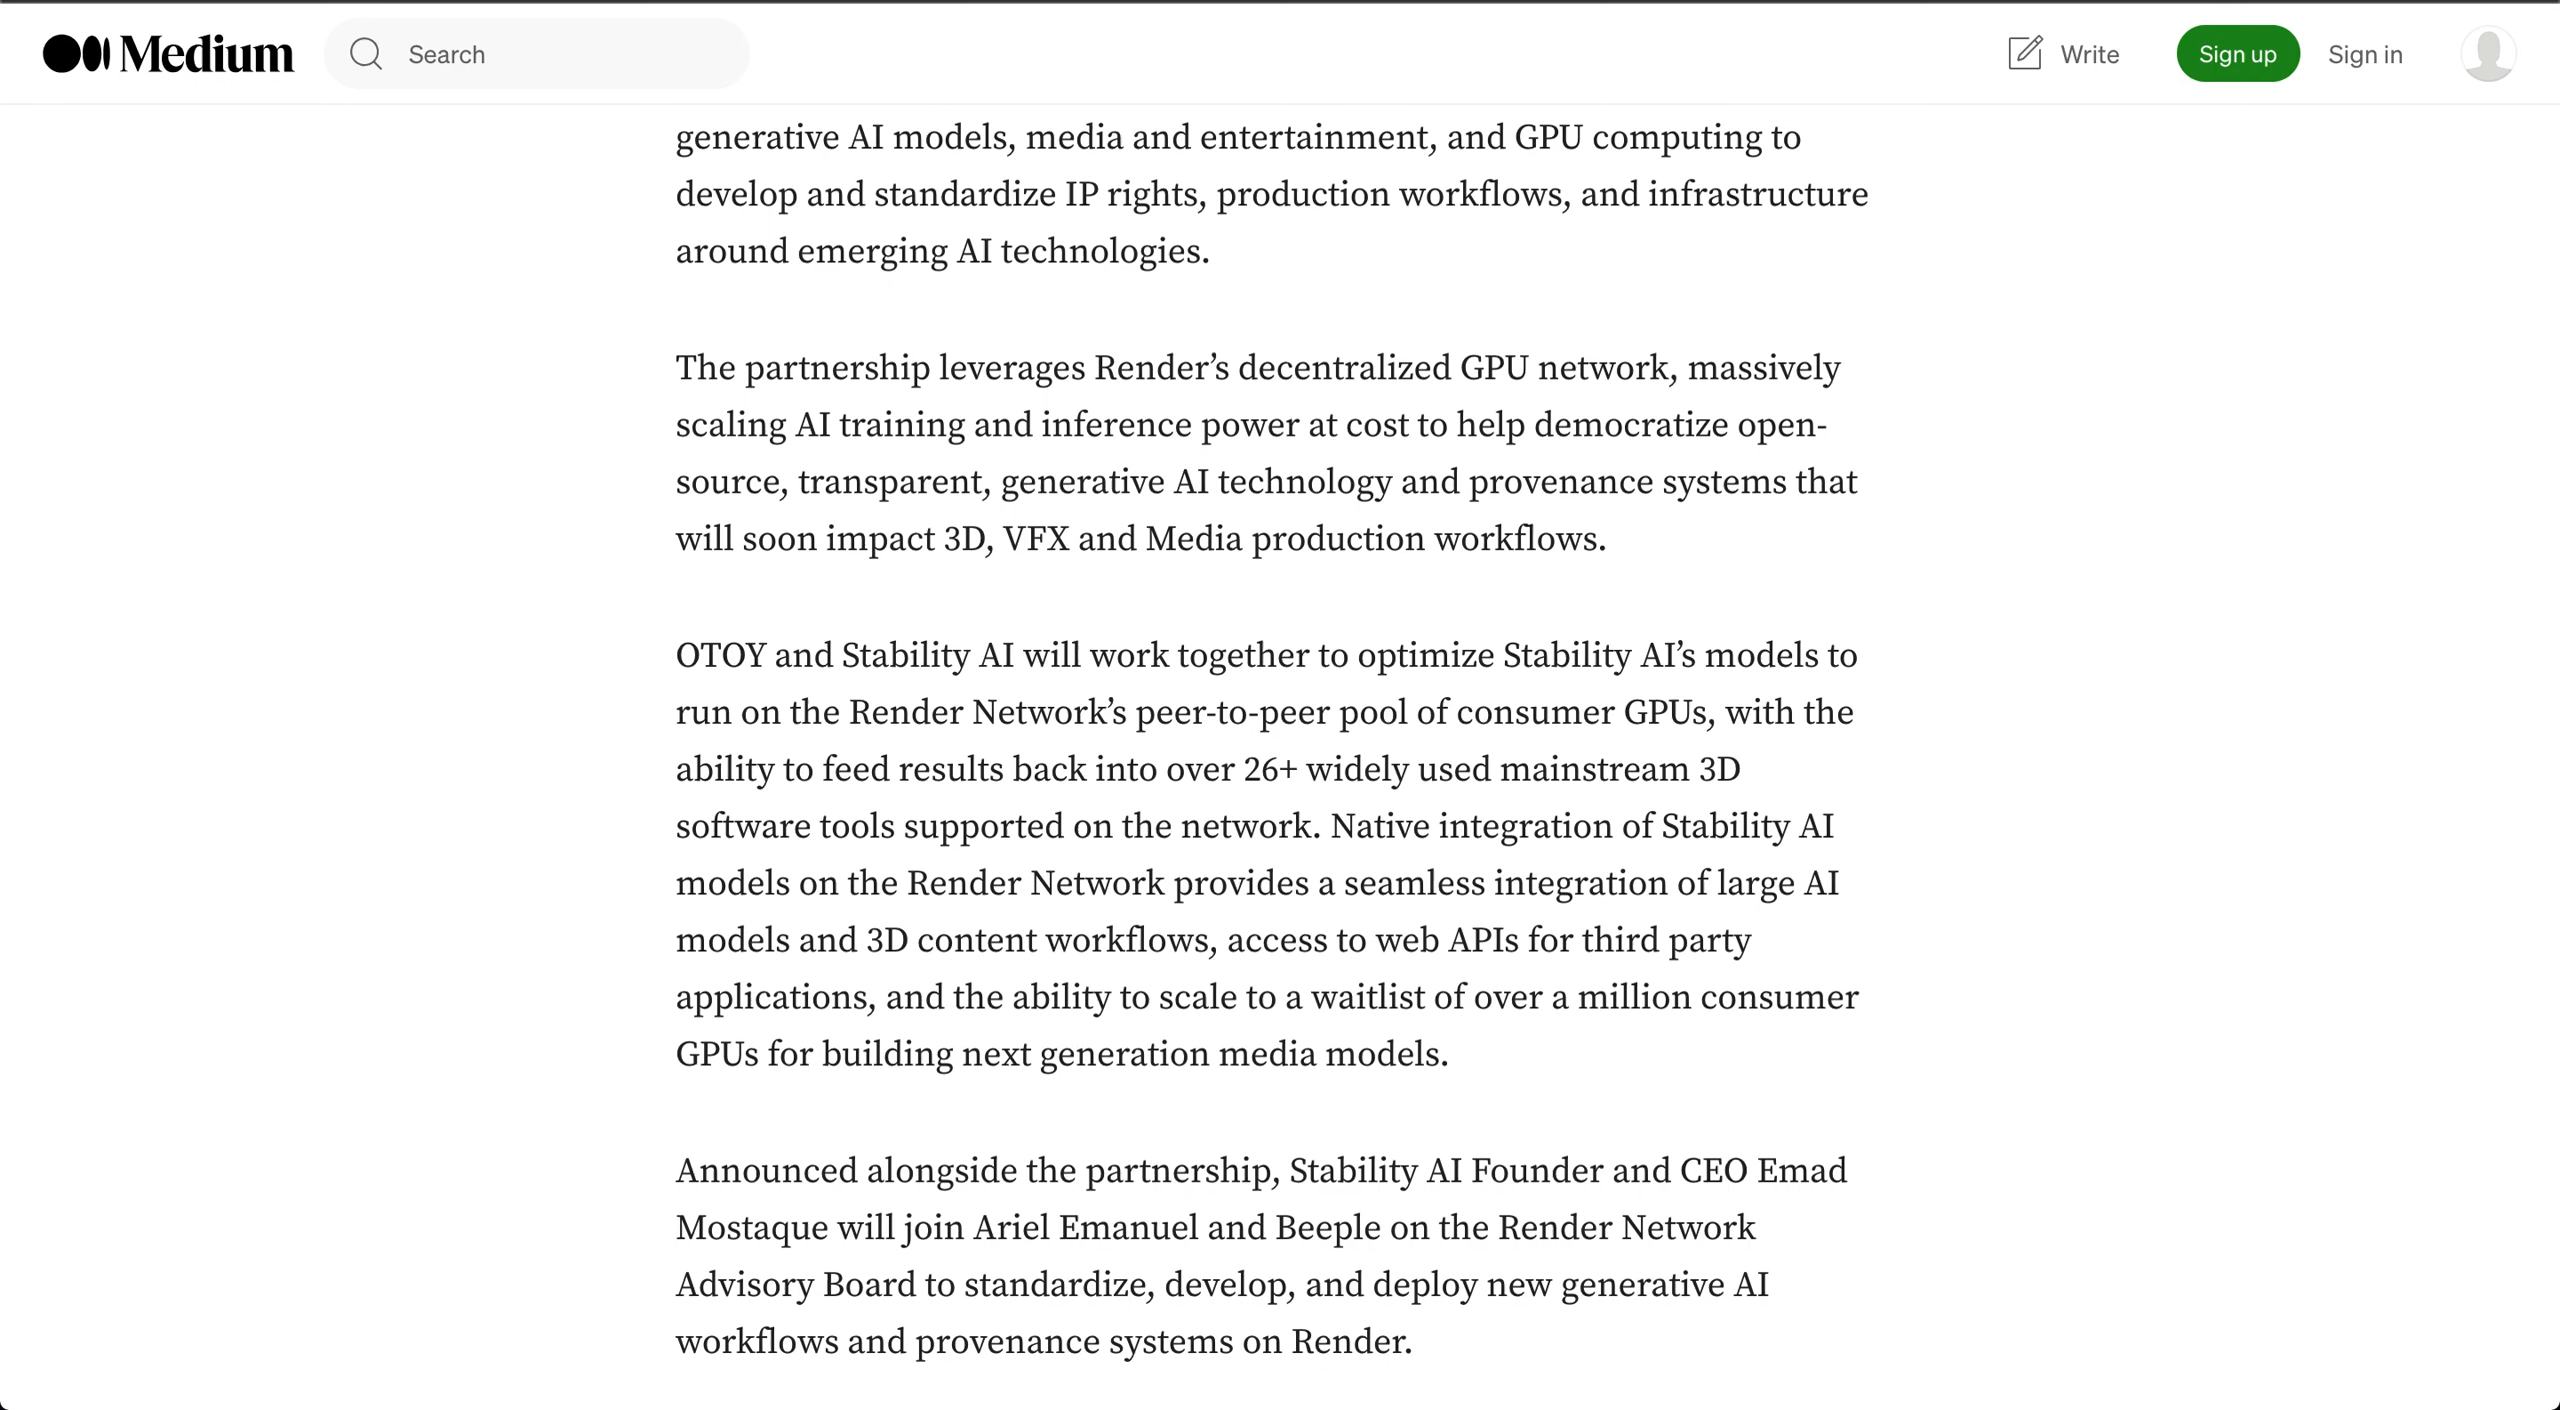 Medium
Search
Write
Sign up
Sign in
generative AI models, media and entertainment, and GPU computing to
develop and standardize IP rights, production workflows, and infrastructure
around emerging AI technologies.
The partnership leverages Render’s decentralized GPU network, massively
scaling AI training and inference power at cost to help democratize open-
source, transparent, generative AI technology and provenance systems that
will soon impact 3D, VFX and Media production workflows.
OTOY and Stability AI will work together to optimize Stability AI’s models to
run on the Render Network’s peer-to-peer pool of consumer GPUs, with the
ability to feed results back into over 26+ widely used mainstream 3D
software tools supported on the network. Native integration of Stability AI
models on the Render Network provides a seamless integration of large AI
models and 3D content workflows, access to web APIs for third party
applications, and the ability to scale to a waitlist of over a million consumer
GPUs for building next generation media models.
Announced alongside the partnership, Stability AI Founder and CEO Emad
Mostaque will join Ariel Emanuel and Beeple on the Render Network
Advisory Board to standardize, develop, and deploy new generative AI
workflows and provenance systems on Render.